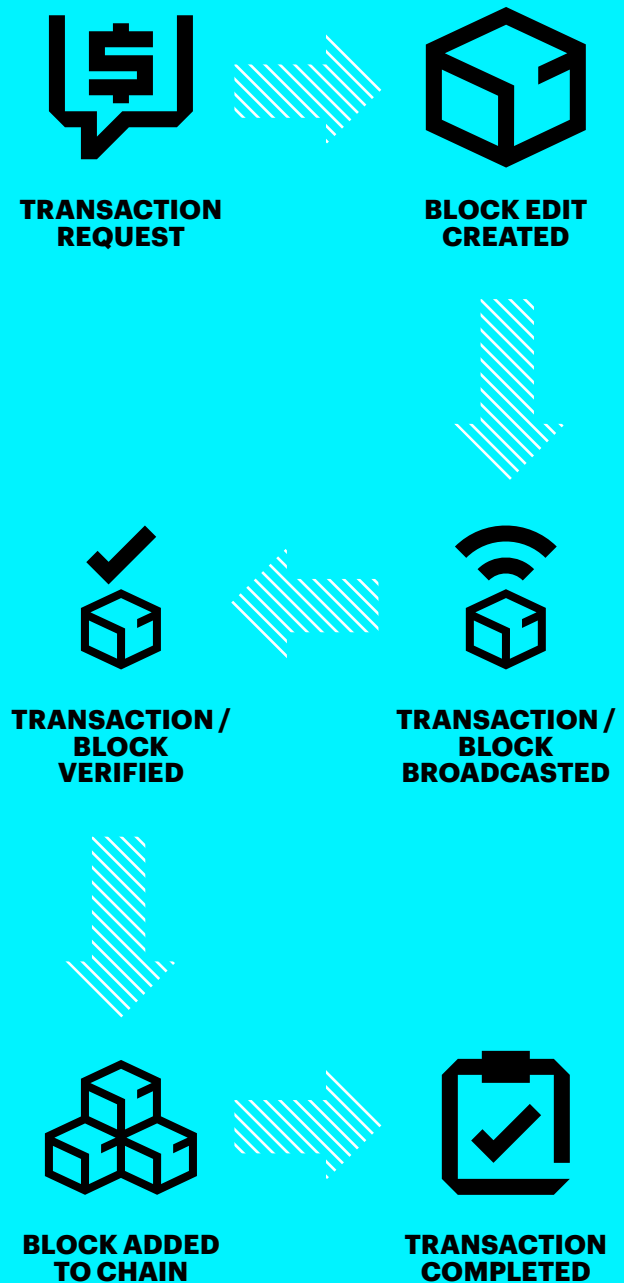 TRANSACTION
REQUEST
BLOCK EDIT
CREATED
TRANSACTION /
BLOCK
VERIFIED
TRANSACTION /
BLOCK
BROADCASTED
BLOCK ADDED
TO CHAIN
TRANSACTION
COMPLETED